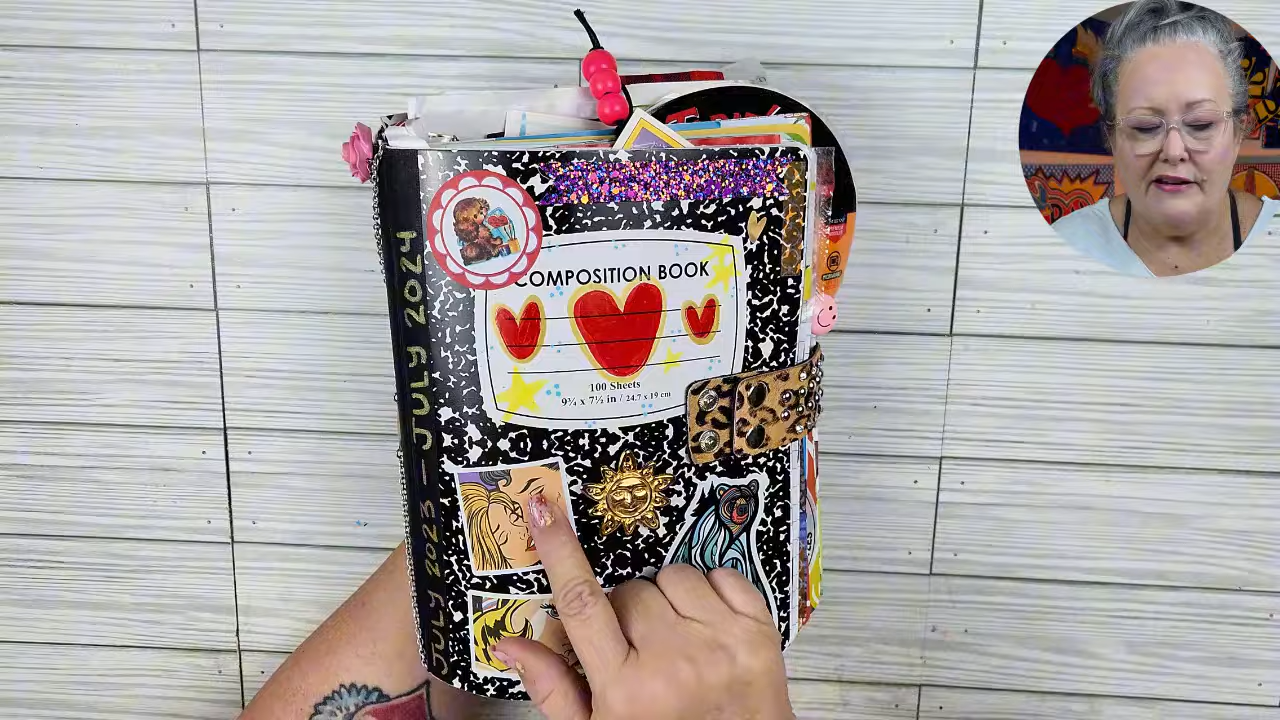 COMPOSITION BOOK
100 Sheets
9¾ x 7½ in / 24.7 x 19 cm
JULY 2023 — JULY 2024